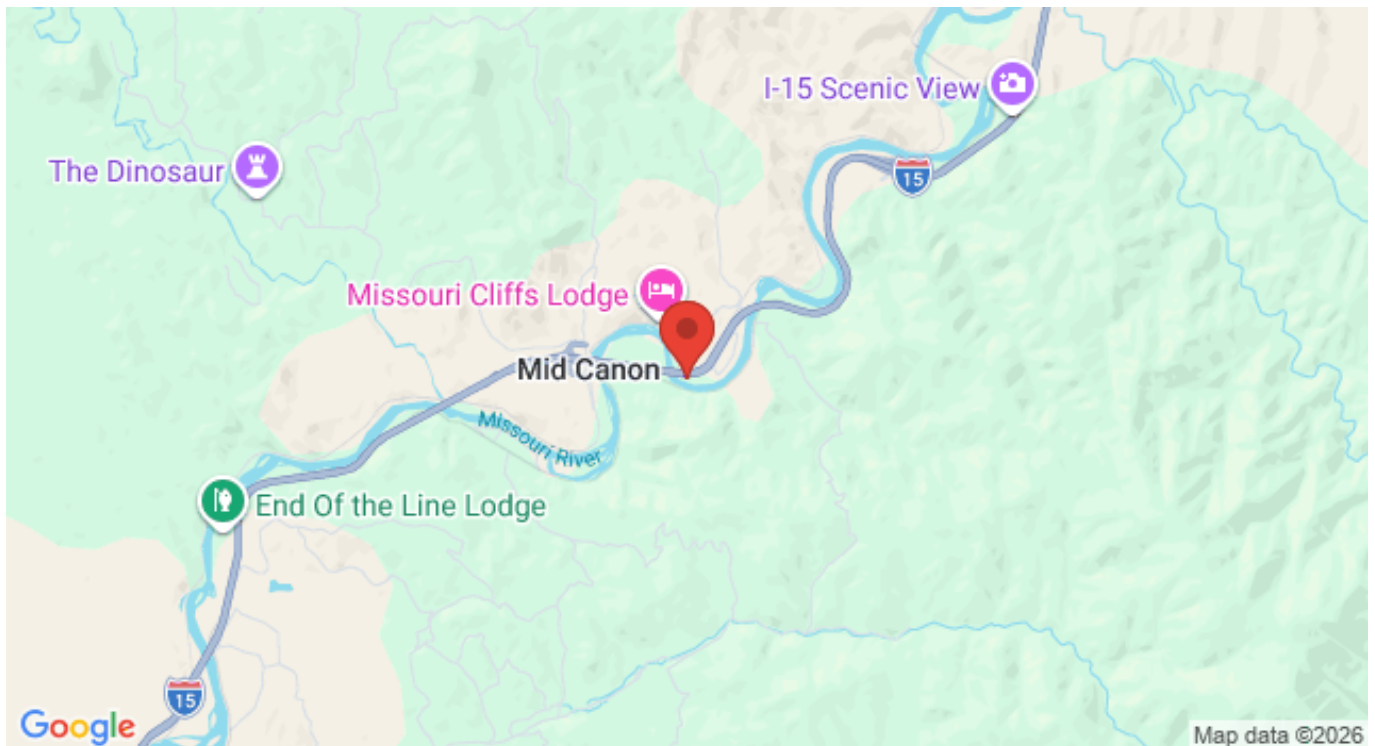 I-15 Scenic View
The Dinosaur
15
Missouri Cliffs Lodge
Mid Canon
Missouri River
End Of the Line Lodge
15
Google
Map data ©2026